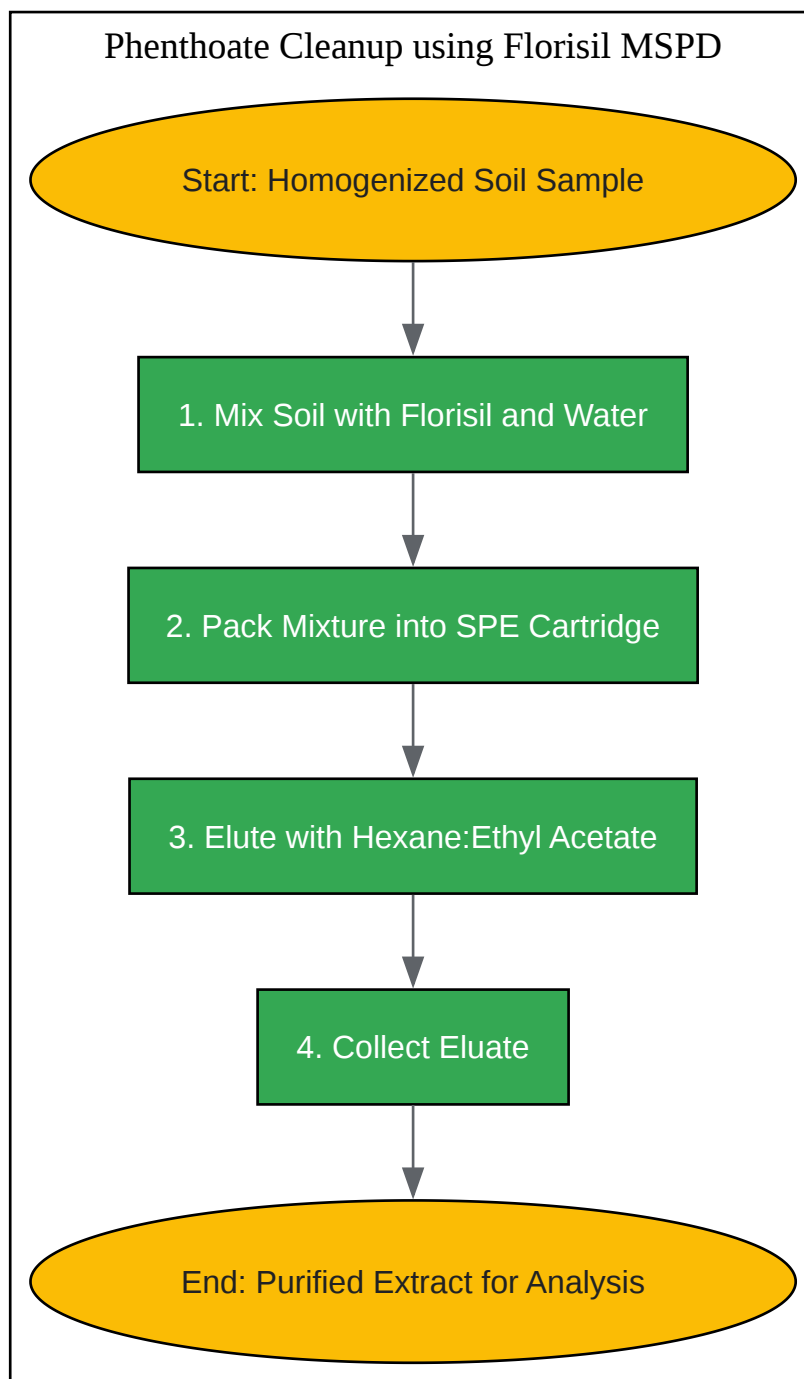 Phenthoate Cleanup using Florisil MSPD
Start: Homogenized Soil Sample
1. Mix Soil with Florisil and Water
2. Pack Mixture into SPE Cartridge
3. Elute with Hexane:Ethyl Acetate
4. Collect Eluate
End: Purified Extract for Analysis